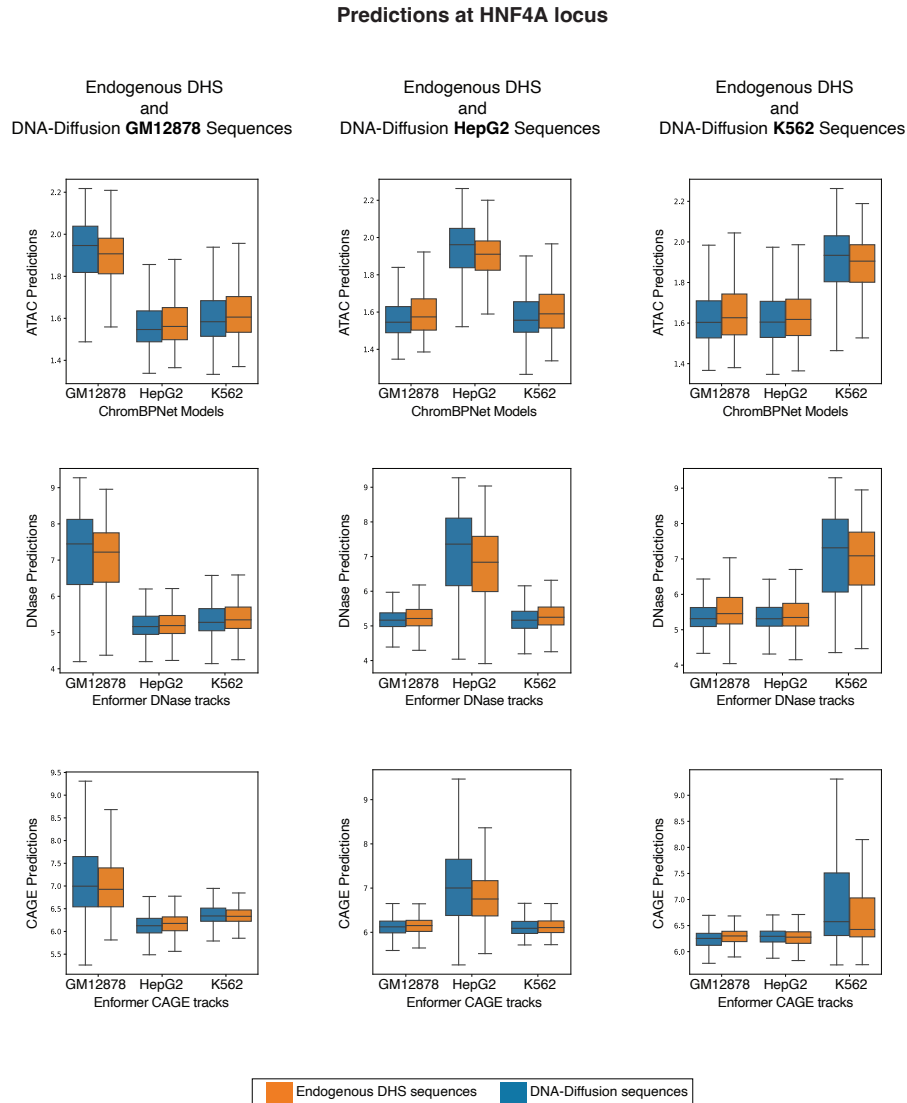 Predictions at HNF4A locus
Endogenous DHS
and
DNA-Diffusion GM12878 Sequences
Endogenous DHS
and
DNA-Diffusion HepG2 Sequences
Endogenous DHS
and
DNA-Diffusion K562 Sequences
ATAC Predictions
2.2
2.0
1.8
1.6
1.4
GM12878 HepG2 K562
ChromBPNet Models
ATAC Predictions
2.2
2.0
1.8
1.6
1.4
GM12878 HepG2 K562
ChromBPNet Models
ATAC Predictions
2.2
2.0
1.8
1.6
1.4
GM12878 HepG2 K562
ChromBPNet Models
DNase Predictions
9
8
7
6
5
4
GM12878 HepG2 K562
Enformer DNase tracks
DNase Predictions
9
8
7
6
5
4
GM12878 HepG2 K562
Enformer DNase tracks
DNase Predictions
9
8
7
6
5
4
GM12878 HepG2 K562
Enformer DNase tracks
CAGE Predictions
9.5
9.0
8.5
8.0
7.5
7.0
6.5
6.0
5.5
GM12878 HepG2 K562
Enformer CAGE tracks
CAGE Predictions
9
8
7
6
GM12878 HepG2 K562
Enformer CAGE tracks
CAGE Predictions
9.0
8.5
8.0
7.5
7.0
6.5
6.0
GM12878 HepG2 K562
Enformer CAGE tracks
Endogenous DHS sequences DNA-Diffusion sequences